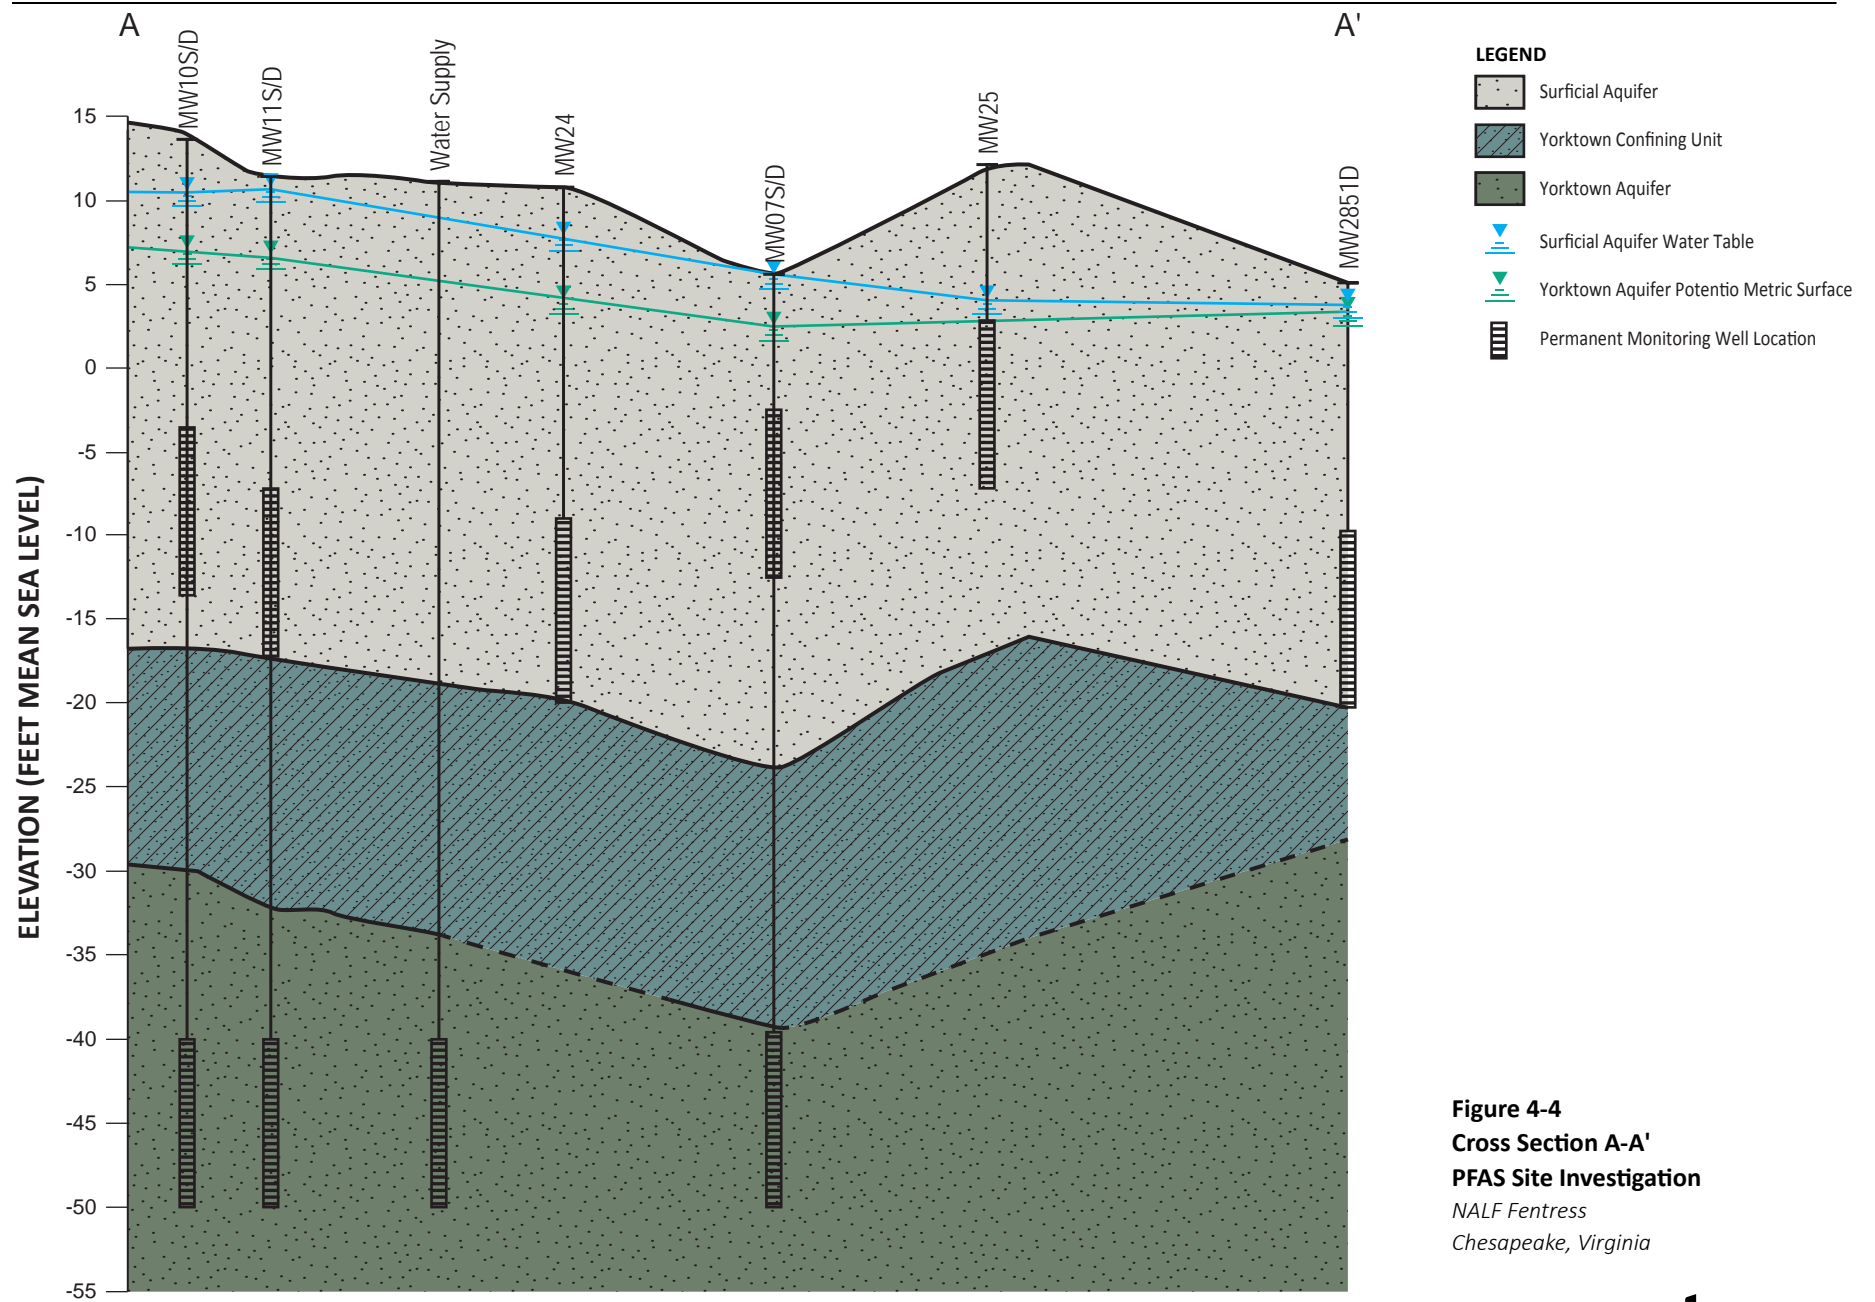 A
A'
MW10S/D
MW11S/D
Water Supply
MW24
MW07S/D
MW25
MW2851D
ELEVATION (FEET MEAN SEA LEVEL)
15
10
5
0
-5
-10
-15
-20
-25
-30
-35
-40
-45
-50
-55
LEGEND
Surficial Aquifer
Yorktown Confining Unit
Yorktown Aquifer
Surficial Aquifer Water Table
Yorktown Aquifer Potentio Metric Surface
Permanent Monitoring Well Location
Figure 4-4
Cross Section A-A'
PFAS Site Investigation
NALF Fentress
Chesapeake, Virginia